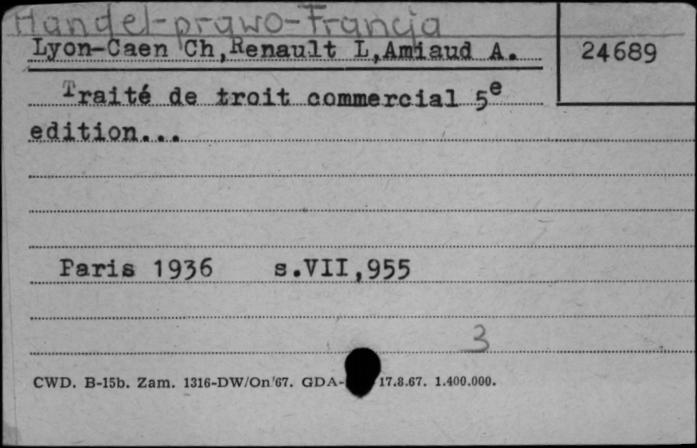 Handel-prawo-Francja
Lyon-Caen Ch,Renault L,Amiaud A.
24689
Traité de troit commercial 5e
edition...
Paris 1936 s.VII,955
3
CWD. B-15b. Zam. 1316-DW/On/67. GDA- 17.8.67. 1.400.000.